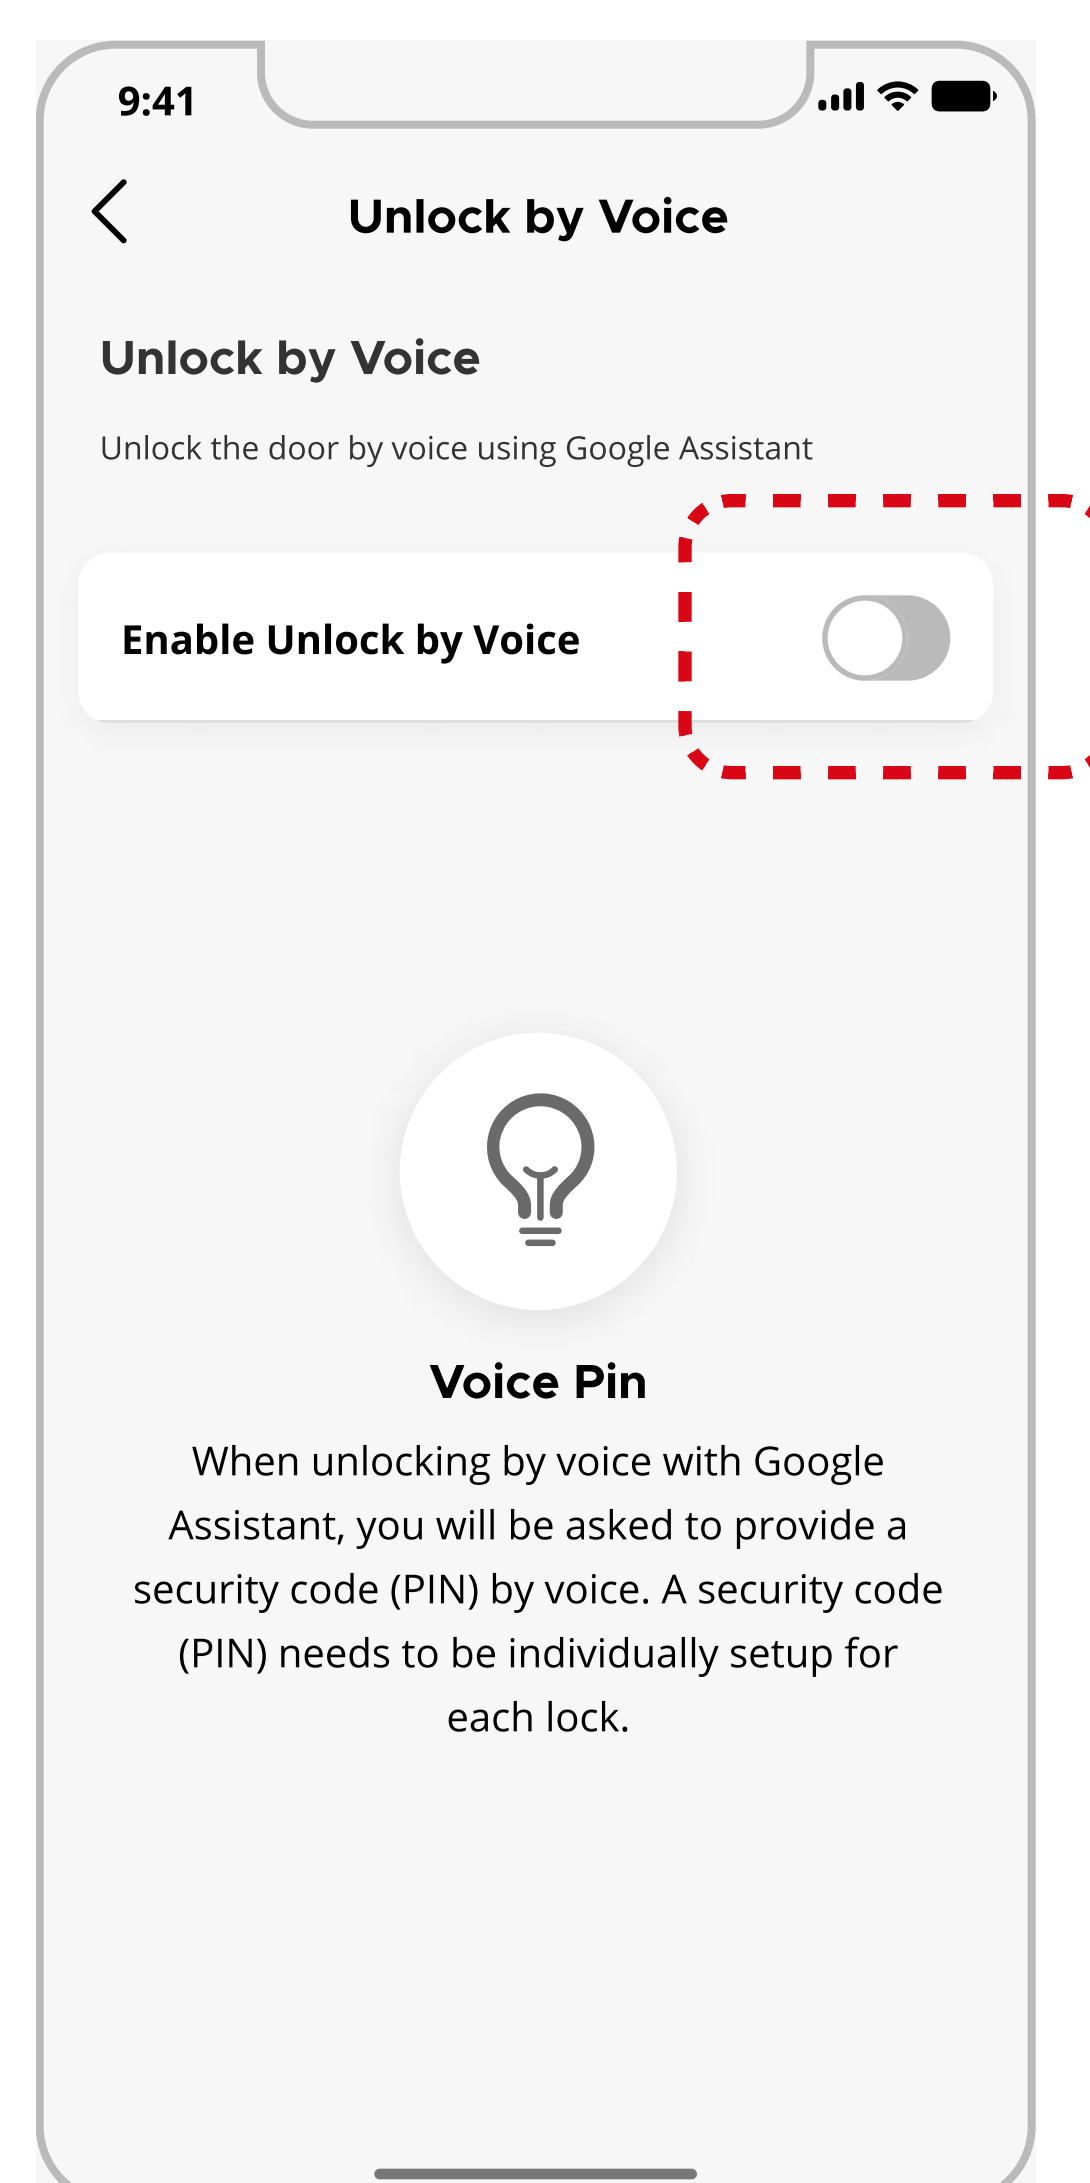 9:41
Unlock by Voice
Unlock by Voice
Unlock the door by voice using Google Assistant
Enable Unlock by Voice
Voice Pin
When unlocking by voice with Google
Assistant, you will be asked to provide a
security code (PIN) by voice. A security code
(PIN) needs to be individually setup for
each lock.